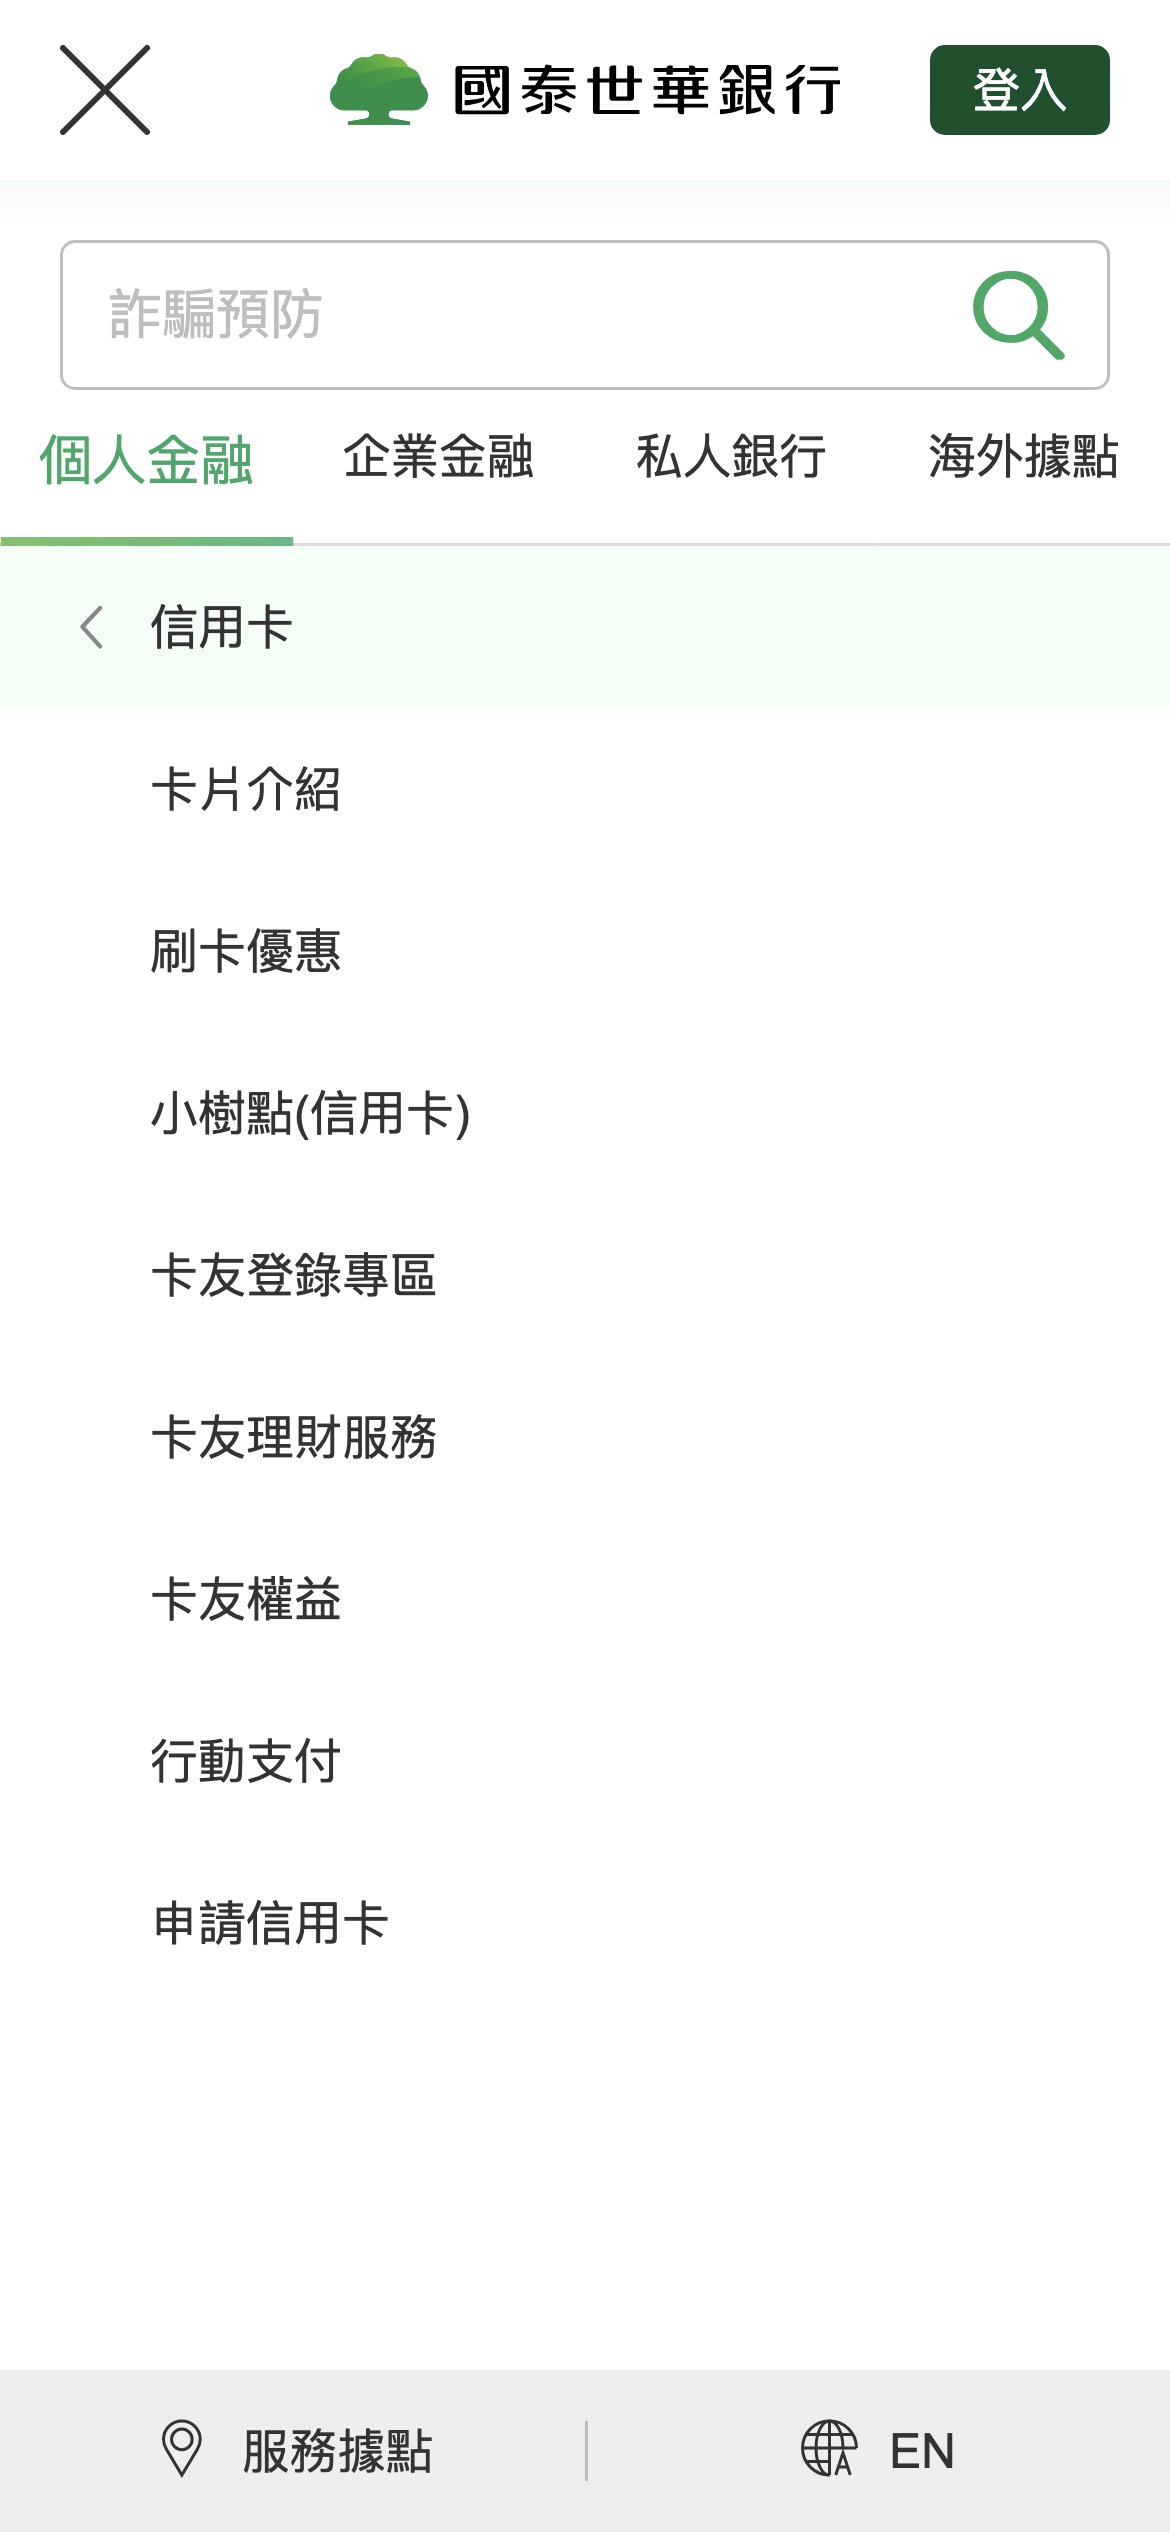 國泰世華銀行
登入
詐騙預防
個人金融 企業金融 私人銀行 海外據點
信用卡
卡片介紹
刷卡優惠
小樹點(信用卡)
卡友登錄專區
卡友理財服務
卡友權益
行動支付
申請信用卡
服務據點 EN